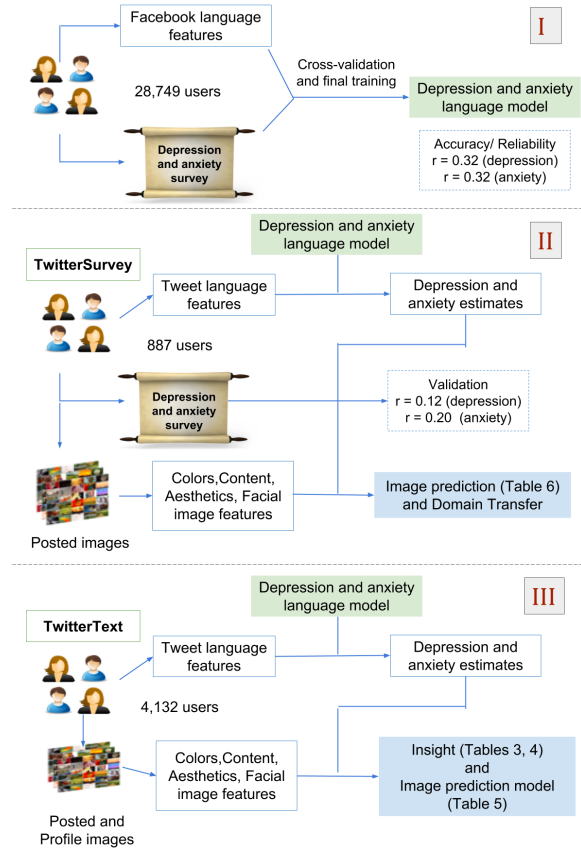 Facebook language
features
I
28,749 users
Cross-validation
and final training
Depression and anxiety
language model
Depression
and anxiety
survey
Accuracy/ Reliability
r = 0.32 (depression)
r = 0.32 (anxiety)
Depression and anxiety
language model
II
TwitterSurvey
Tweet language
features
Depression and
anxiety estimates
887 users
Depression
and anxiety
survey
Validation
r = 0.12 (depression)
r = 0.20 (anxiety)
Colors,Content,
Aesthetics, Facial
image features
Image prediction (Table 6)
and Domain Transfer
Posted images
Depression and anxiety
language model
III
TwitterText
Tweet language
features
Depression and
anxiety estimates
4,132 users
Colors,Content,
Aesthetics, Facial
image features
Insight (Tables 3, 4)
and
Image prediction model
(Table 5)
Posted and
Profile images